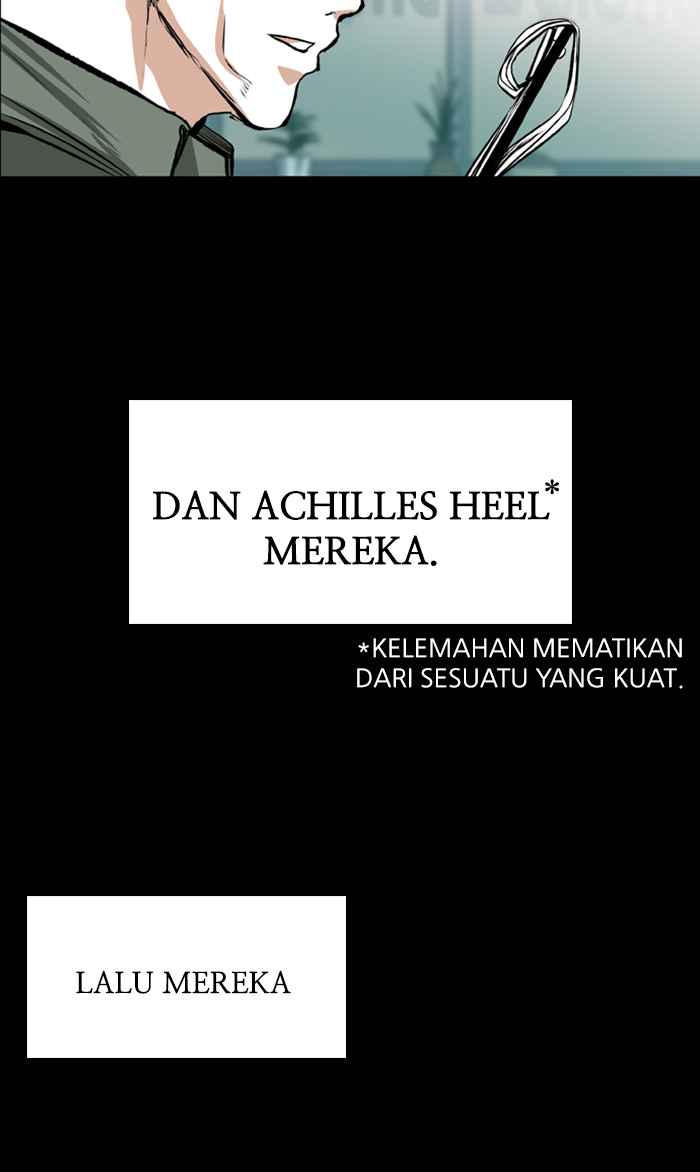 DAN ACHILLES HEEL*
MEREKA.
*KELEMAHAN MEMATIKAN
DARI SESUATU YANG KUAT.
LALU MEREKA